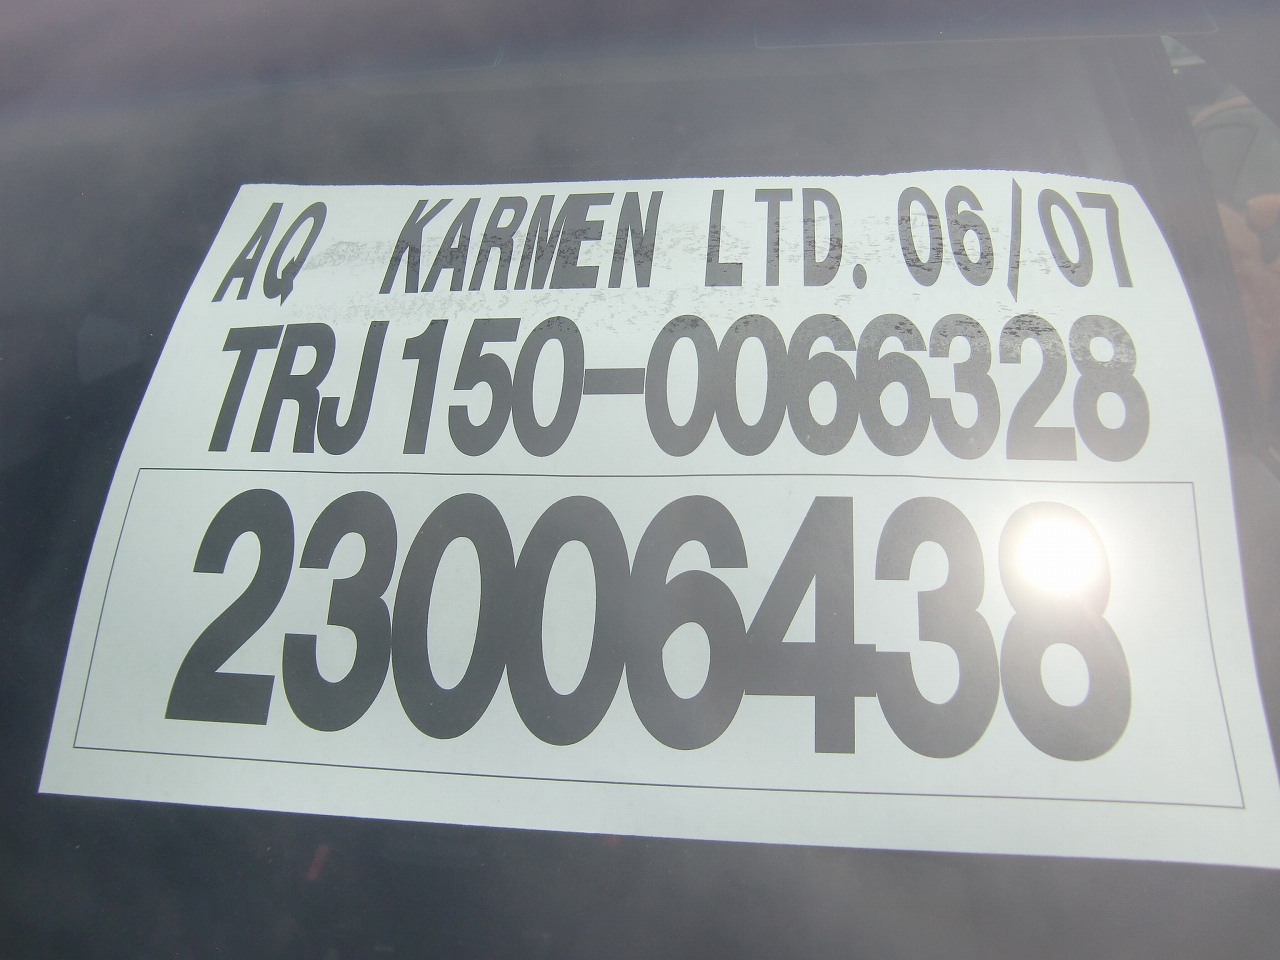 AQ KARMEN LTD. 06/07
TRJ150-0066328
23006438